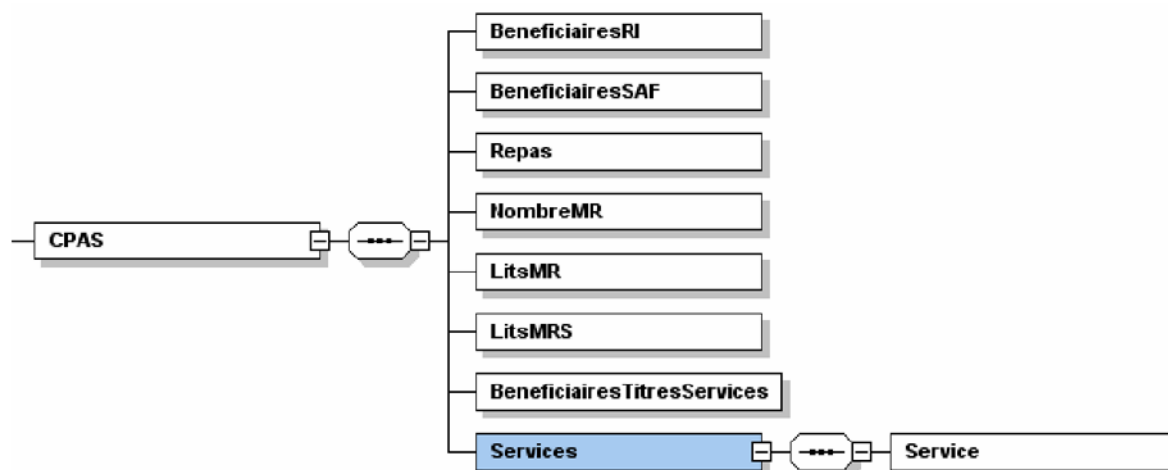 BeneficiairesRI
BeneficiairesSAF
Repas
NombreMR
CPAS
LitsMR
LitsMRS
BeneficiairesTitresServices
Services
Service